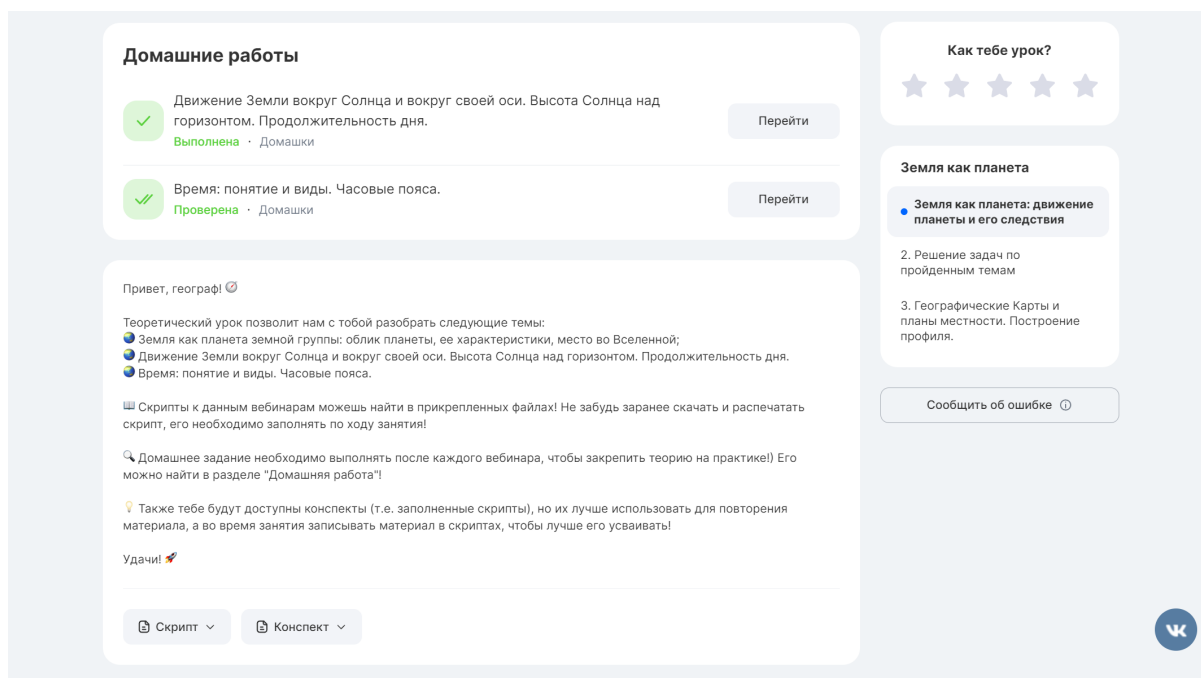 Домашние работы
Движение Земли вокруг Солнца и вокруг своей оси. Высота Солнца над
горизонтом. Продолжительность дня.
Выполнена · Домашки
Перейти
Время: понятие и виды. Часовые пояса.
Проверена · Домашки
Перейти
Привет, географ!
Теоретический урок позволит нам с тобой разобрать следующие темы:
Земля как планета земной группы: облик планеты, ее характеристики, место во Вселенной;
Движение Земли вокруг Солнца и вокруг своей оси. Высота Солнца над горизонтом. Продолжительность дня.
Время: понятие и виды. Часовые пояса.
Скрипты к данным вебинарам можешь найти в прикрепленных файлах! Не забудь заранее скачать и распечатать
скрипт, его необходимо заполнять по ходу занятия!
Домашнее задание необходимо выполнять после каждого вебинара, чтобы закрепить теорию на практике!) Его
можно найти в разделе "Домашняя работа"!
Также тебе будут доступны конспекты (т.е. заполненные скрипты), но их лучше использовать для повторения
материала, а во время занятия записывать материал в скриптах, чтобы лучше его усваивать!
Удачи!
Скрипт
Конспект
Как тебе урок?
Земля как планета
Земля как планета: движение
планеты и его следствия
2. Решение задач по
пройденным темам
3. Географические Карты и
планы местности. Построение
профиля.
Сообщить об ошибке